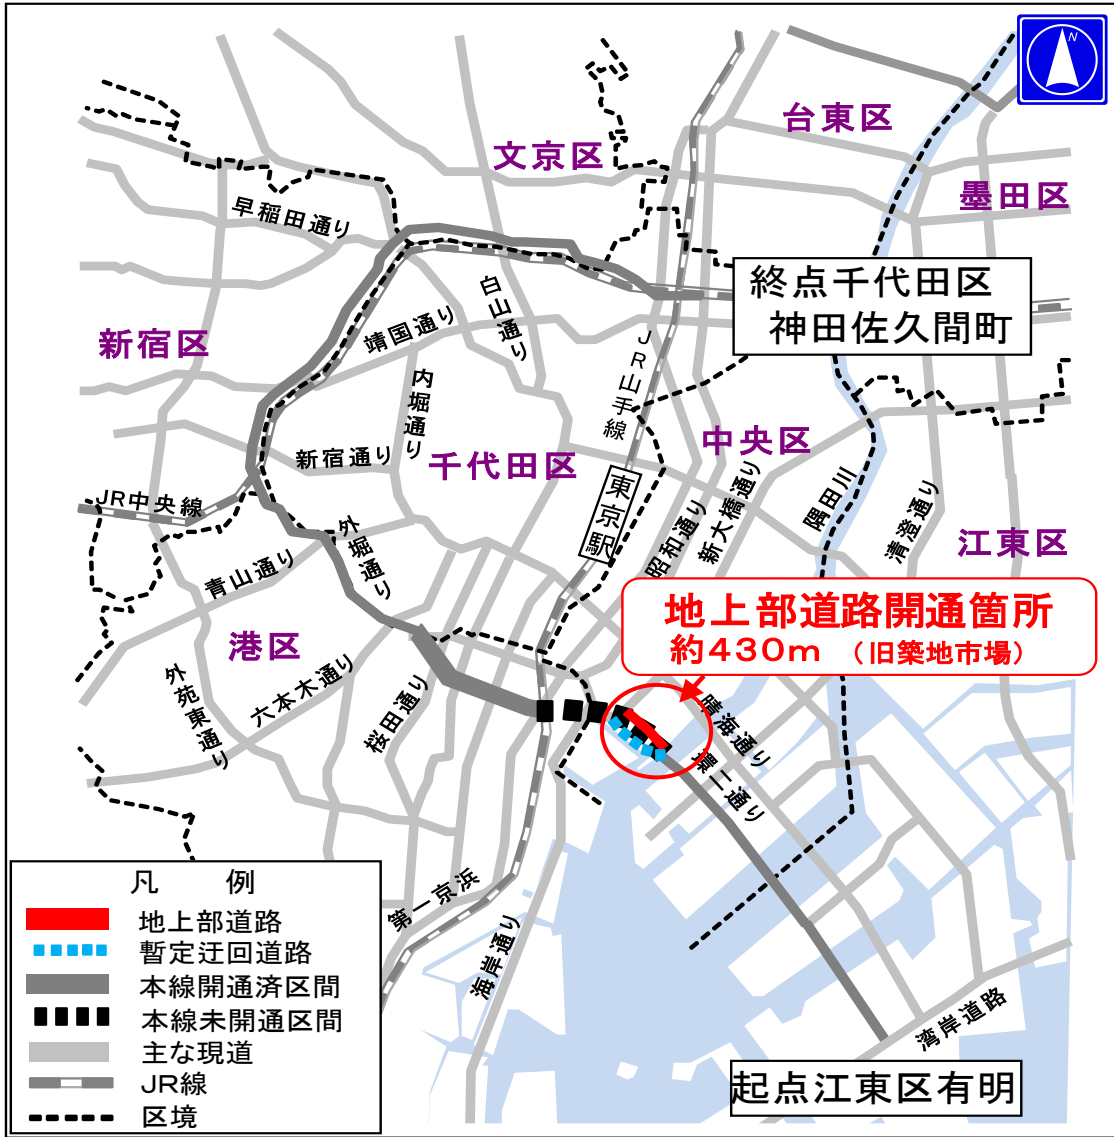 N
台東区
文京区
墨田区
早稲田通り
終点千代田区
神田佐久間町
白山通り
新宿区
靖国通り
JR山手線
内堀通り
中央区
新宿通り
千代田区
東京駅
JR中央線
昭和通り
新大橋通り
隅田川
清澄通り
江東区
外堀通り
青山通り
地上部道路開通箇所
約430m （旧築地市場）
港区
外苑東通り
六本木通り
桜田通り
晴海通り
環二通り
第一京浜
海岸通り
湾岸道路
起点江東区有明
凡 例
地上部道路
暫定迂回道路
本線開通済区間
本線未開通区間
主な現道
JR線
区境